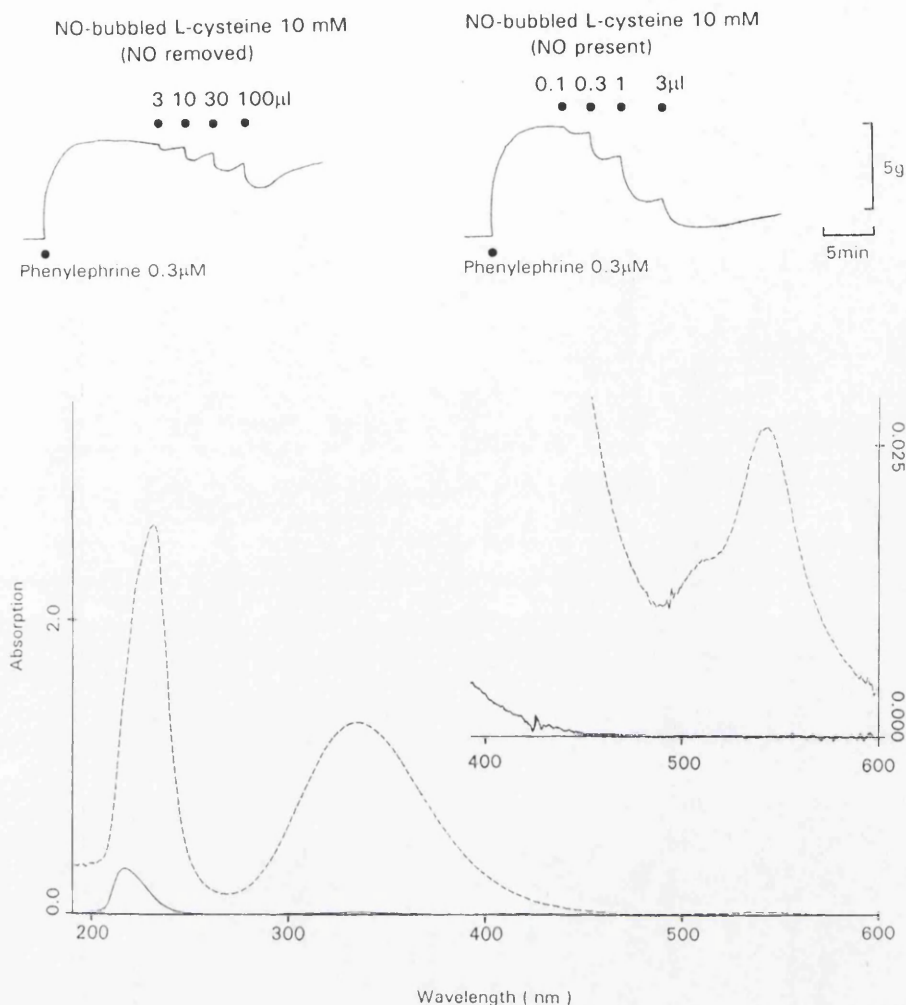 NO-bubbled L-cysteine 10 mM
(NO removed)
3 10 30 100µl
Phenylephrine 0.3µM
NO-bubbled L-cysteine 10 mM
(NO present)
0.1 0.3 1 3µl
Phenylephrine 0.3µM
5g
5min
Absorption
2.0
0.0
200 300 400 500 600
0.025
0.000
400 500 600
Wavelength ( nm )